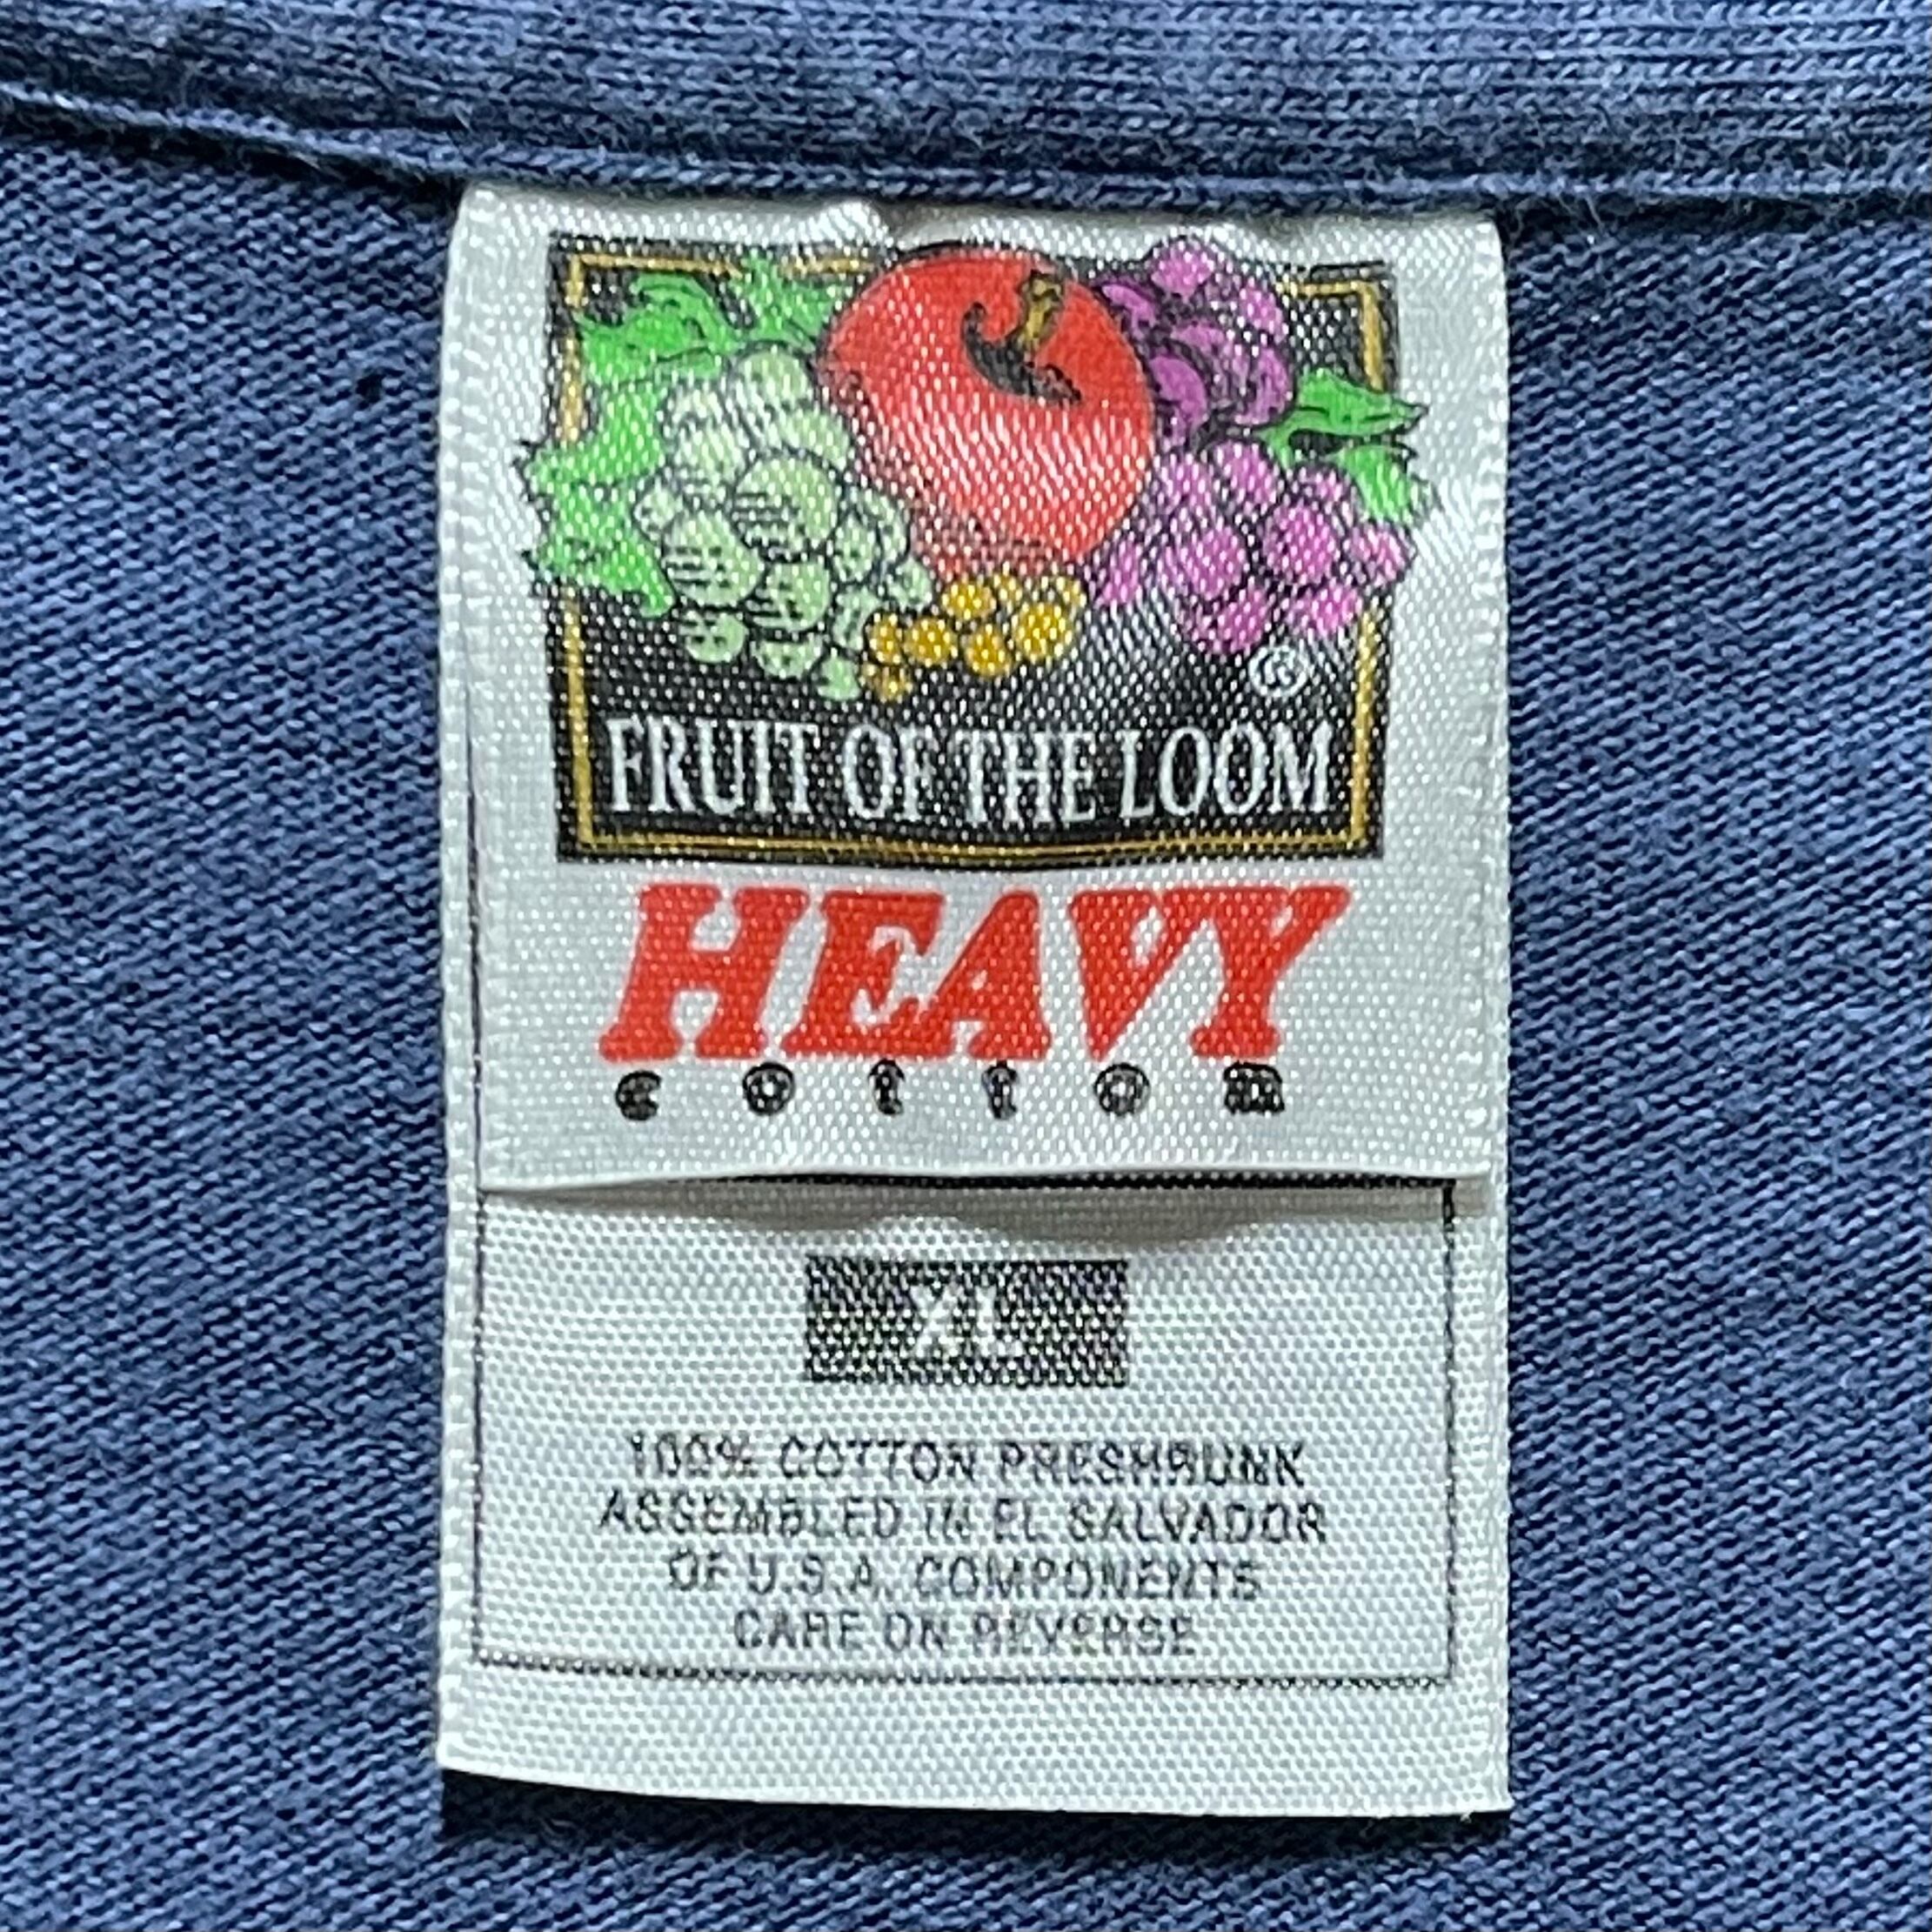 ®
FRUIT OF THE LOOM
HEAVY
cotton
XL
100% COTTON PRESHRUNK
ASSEMBLED IN EL SALVADOR
OF U.S.A. COMPONENTS
CARE ON REVERSE